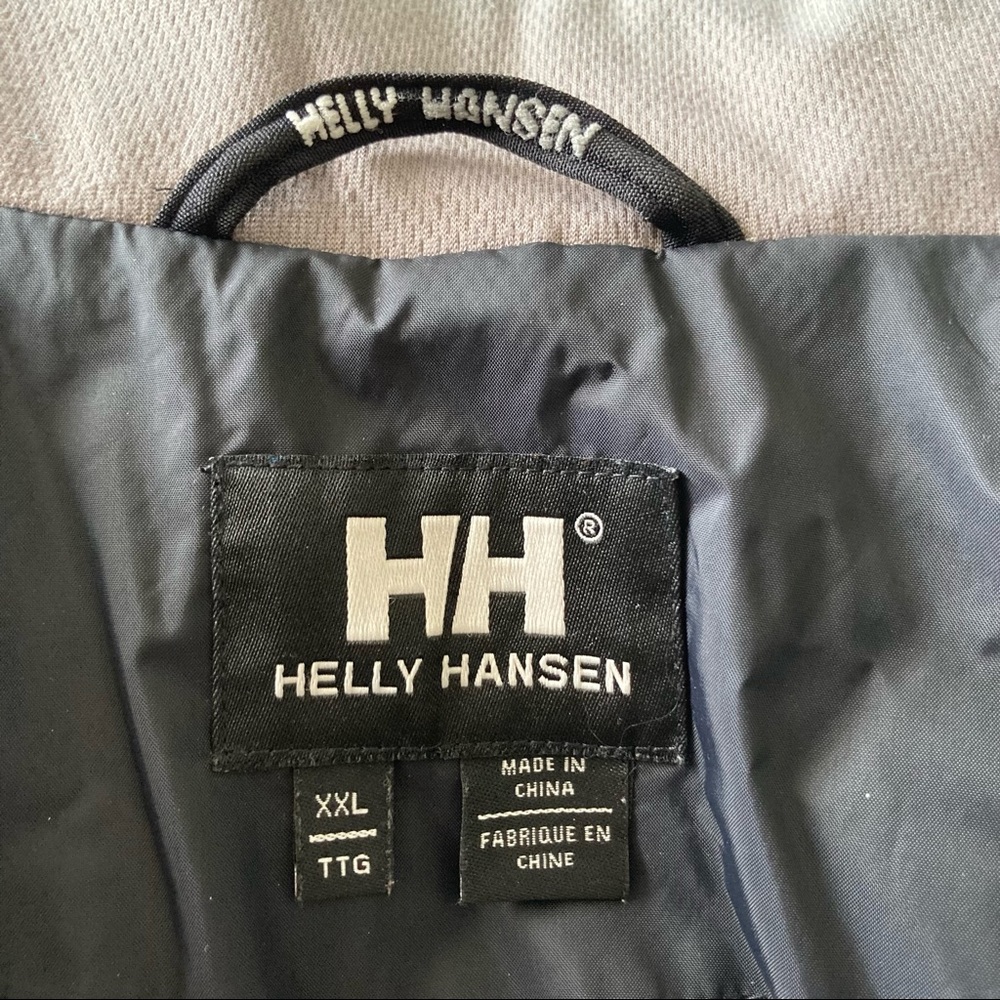 HELLY HANSEN
HH®
HELLY HANSEN
XXL
TTG
MADE IN
CHINA
FABRIQUE EN
CHINE